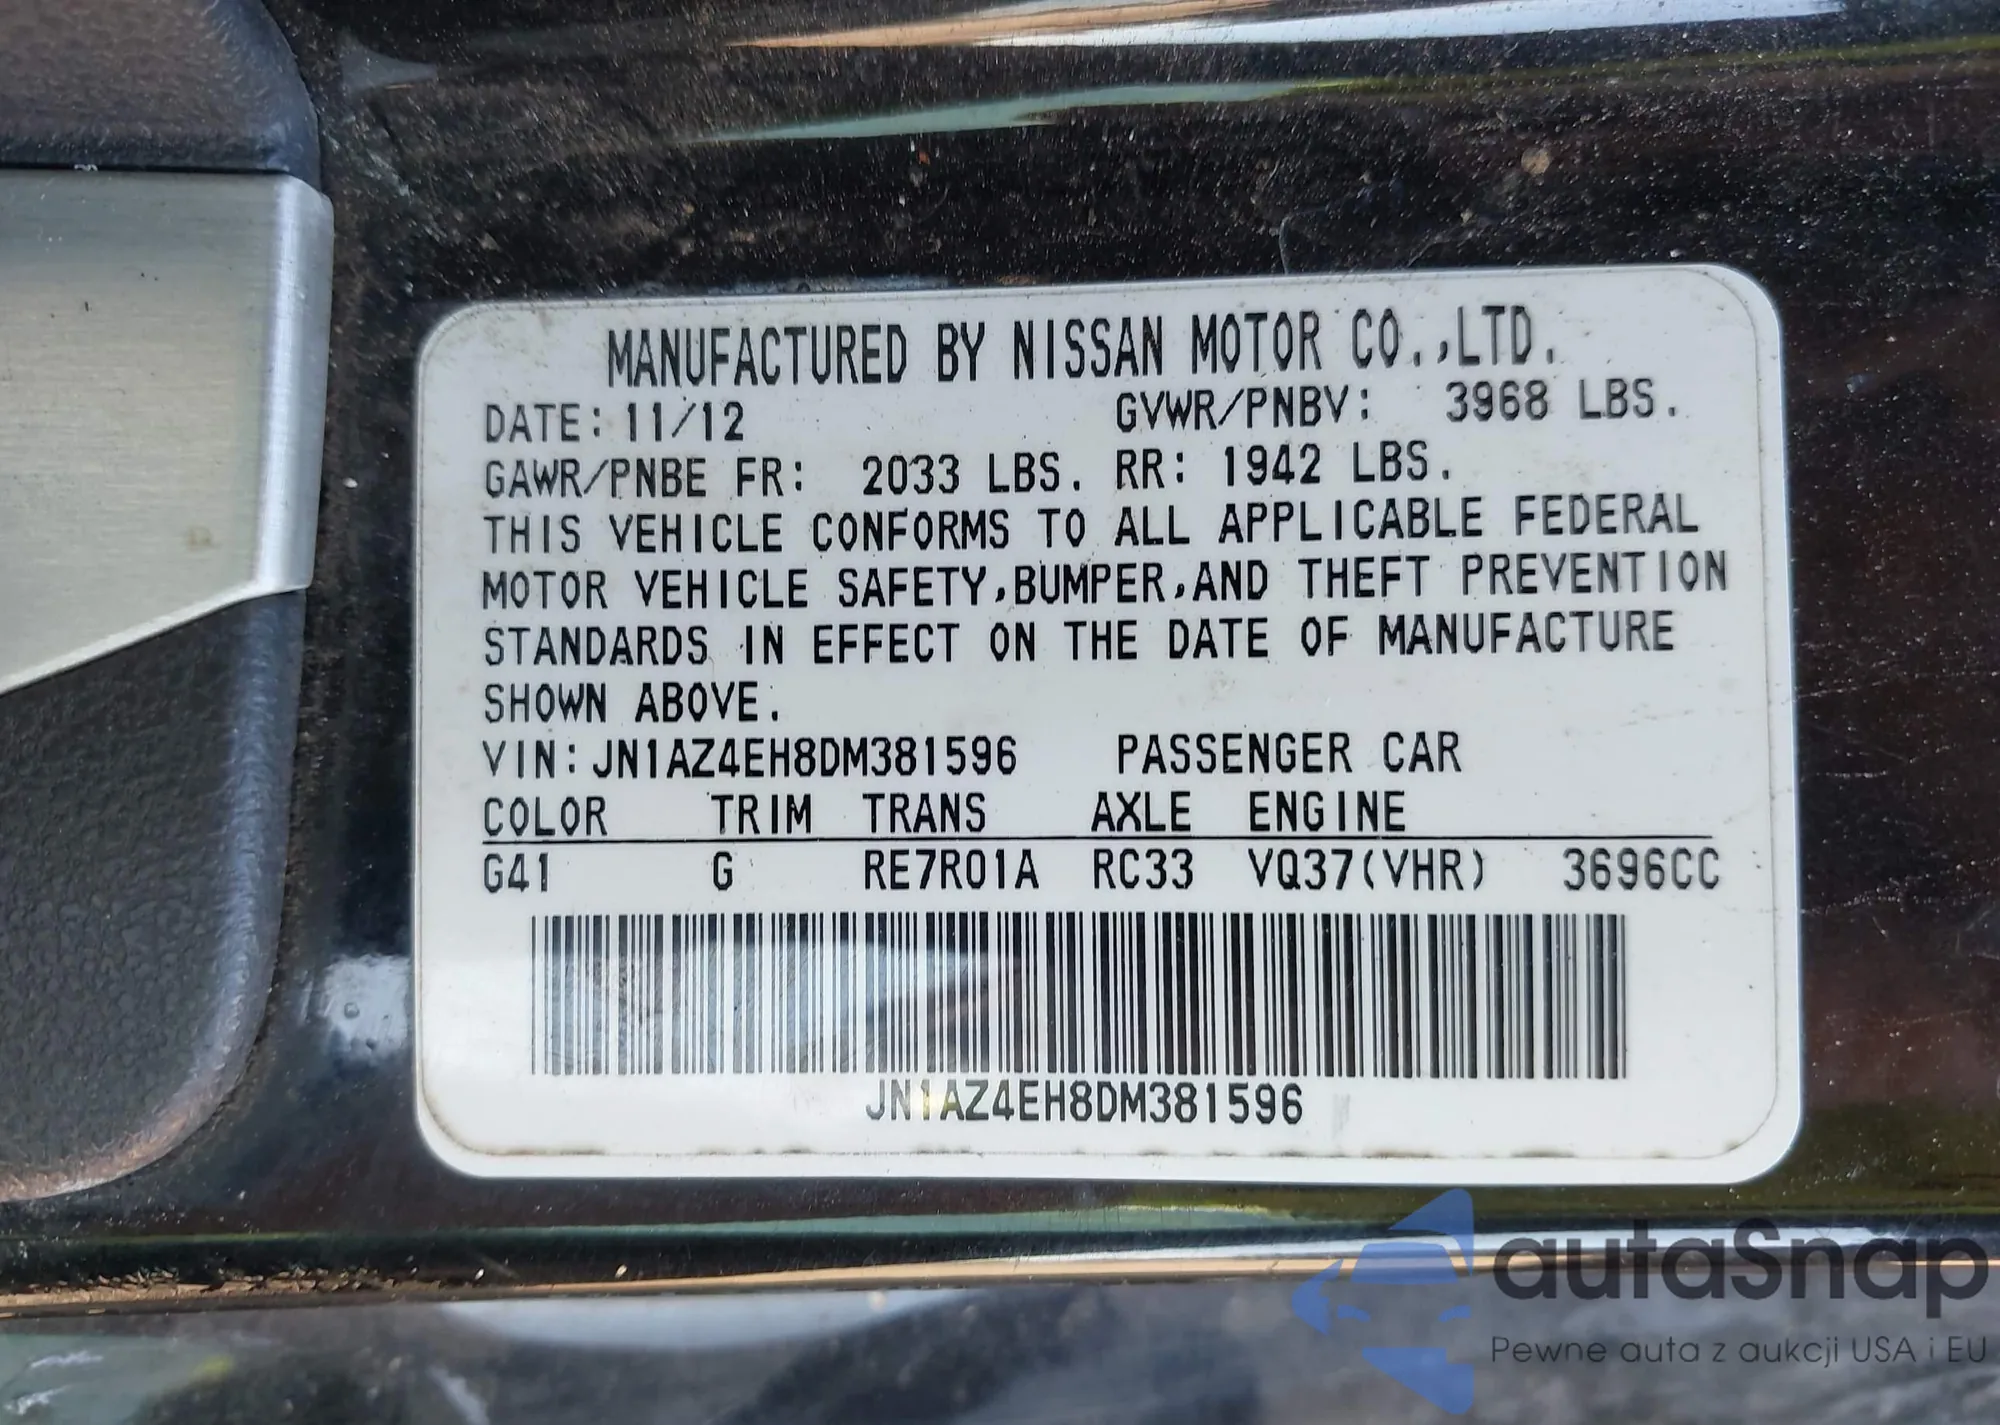 MANUFACTURED BY NISSAN MOTOR CO.,LTD.
DATE: 11/12 GVWR/PNBV: 3968 LBS.
GAWR/PNBE FR: 2033 LBS. RR: 1942 LBS.
THIS VEHICLE CONFORMS TO ALL APPLICABLE FEDERAL
MOTOR VEHICLE SAFETY,BUMPER,AND THEFT PREVENTION
STANDARDS IN EFFECT ON THE DATE OF MANUFACTURE
SHOWN ABOVE.
VIN: JN1AZ4EH8DM381596 PASSENGER CAR
COLOR TRIM TRANS AXLE ENGINE
G41 G RE7R01A RC33 VQ37(VHR) 3696CC
JN1AZ4EH8DM381596
autaSnap
Pewne auta z aukcji USA i EU